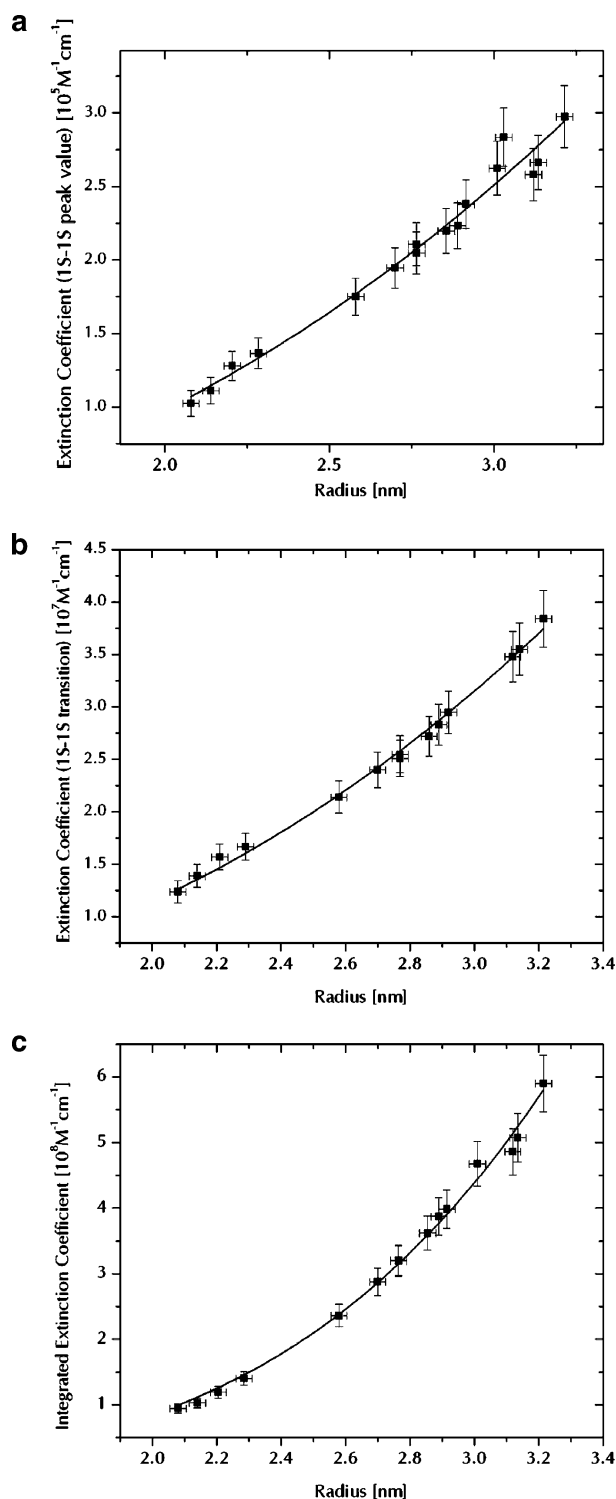 a
Extinction Coefficient (1S-1S peak value) [10⁵M⁻¹cm⁻¹]
3.0
2.5
2.0
1.5
1.0
2.0 2.5 3.0
Radius [nm]
b
Extinction Coefficient (1S-1S transition) [10⁷M⁻¹cm⁻¹]
4.5
4.0
3.5
3.0
2.5
2.0
1.5
1.0
2.0 2.2 2.4 2.6 2.8 3.0 3.2 3.4
Radius [nm]
c
Integrated Extinction Coefficient [10⁸M⁻¹cm⁻¹]
6
5
4
3
2
1
2.0 2.2 2.4 2.6 2.8 3.0 3.2 3.4
Radius [nm]